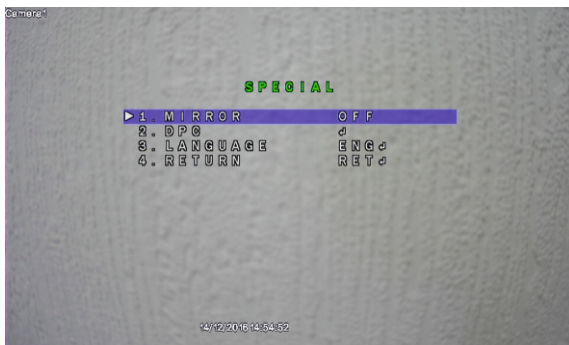 Camera1
SPECIAL
1. MIRROR OFF
2. DPC ↲
3. LANGUAGE ENG↲
4. RETURN RET↲
14/12/2016 14:54:52